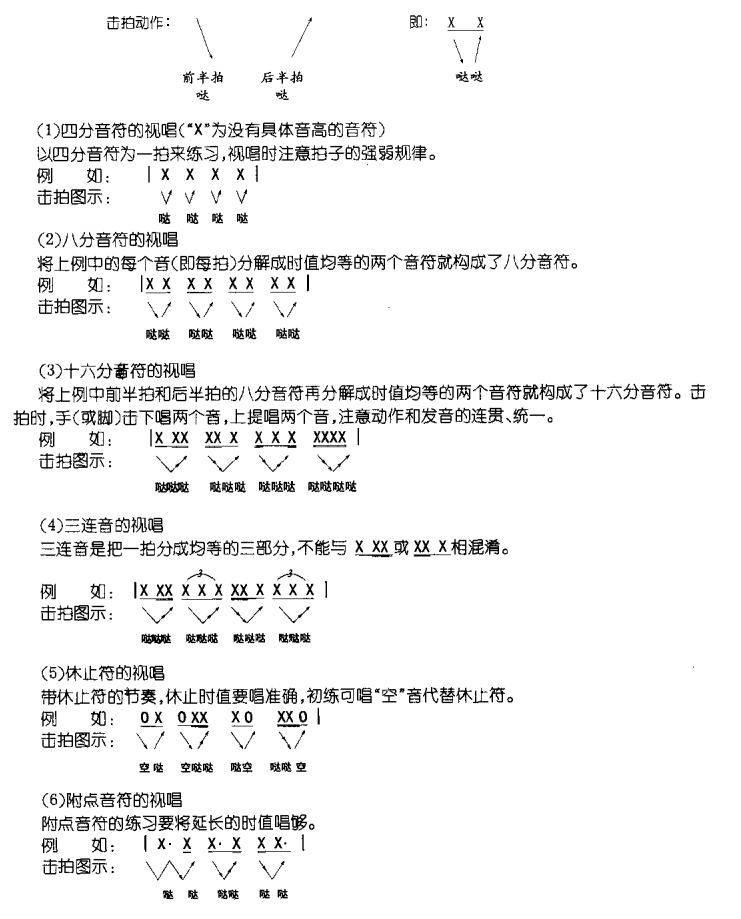 击拍动作: 即: X X
前半拍 后半拍 哒哒
哒 哒
(1)四分音符的视唱(“X”为没有具体音高的音符)
以四分音符为一拍来练习,视唱时注意拍子的强弱规律。
例 如: | X X X X |
击拍图示:
哒 哒 哒 哒
(2)八分音符的视唱
将上例中的每个音(即每拍)分解成时值均等的两个音符就构成了八分音符。
例 如: |X X X X X X X X |
击拍图示:
哒哒 哒哒 哒哒 哒哒
(3)十六分音符的视唱
将上例中前半拍和后半拍的八分音符再分解成时值均等的两个音符就构成了十六分音符。击
拍时,手(或脚)击下唱两个音,上提唱两个音,注意动作和发音的连贯、统一。
例 如: |X XX XX X X X X XXXX |
击拍图示:
哒哒哒 哒哒哒 哒哒哒 哒哒哒哒
(4)三连音的视唱
三连音是把一拍分成均等的三部分,不能与 X XX 或 XX X 相混淆。
3 3
例 如: |X XX X X X XX X X X X |
击拍图示:
哒哒哒 哒哒哒 哒哒哒 哒哒哒
(5)休止符的视唱
带休止符的节奏,休止时值要唱准确,初练可唱“空”音代替休止符。
例 如: 0 X 0 XX X 0 XX 0 |
击拍图示:
空 哒 空哒哒 哒空 哒哒 空
(6)附点音符的视唱
附点音符的练习要将延长的时值唱够。
例 如: | X· X X· X X X· |
击拍图示:
哒 哒 哒哒 哒 哒